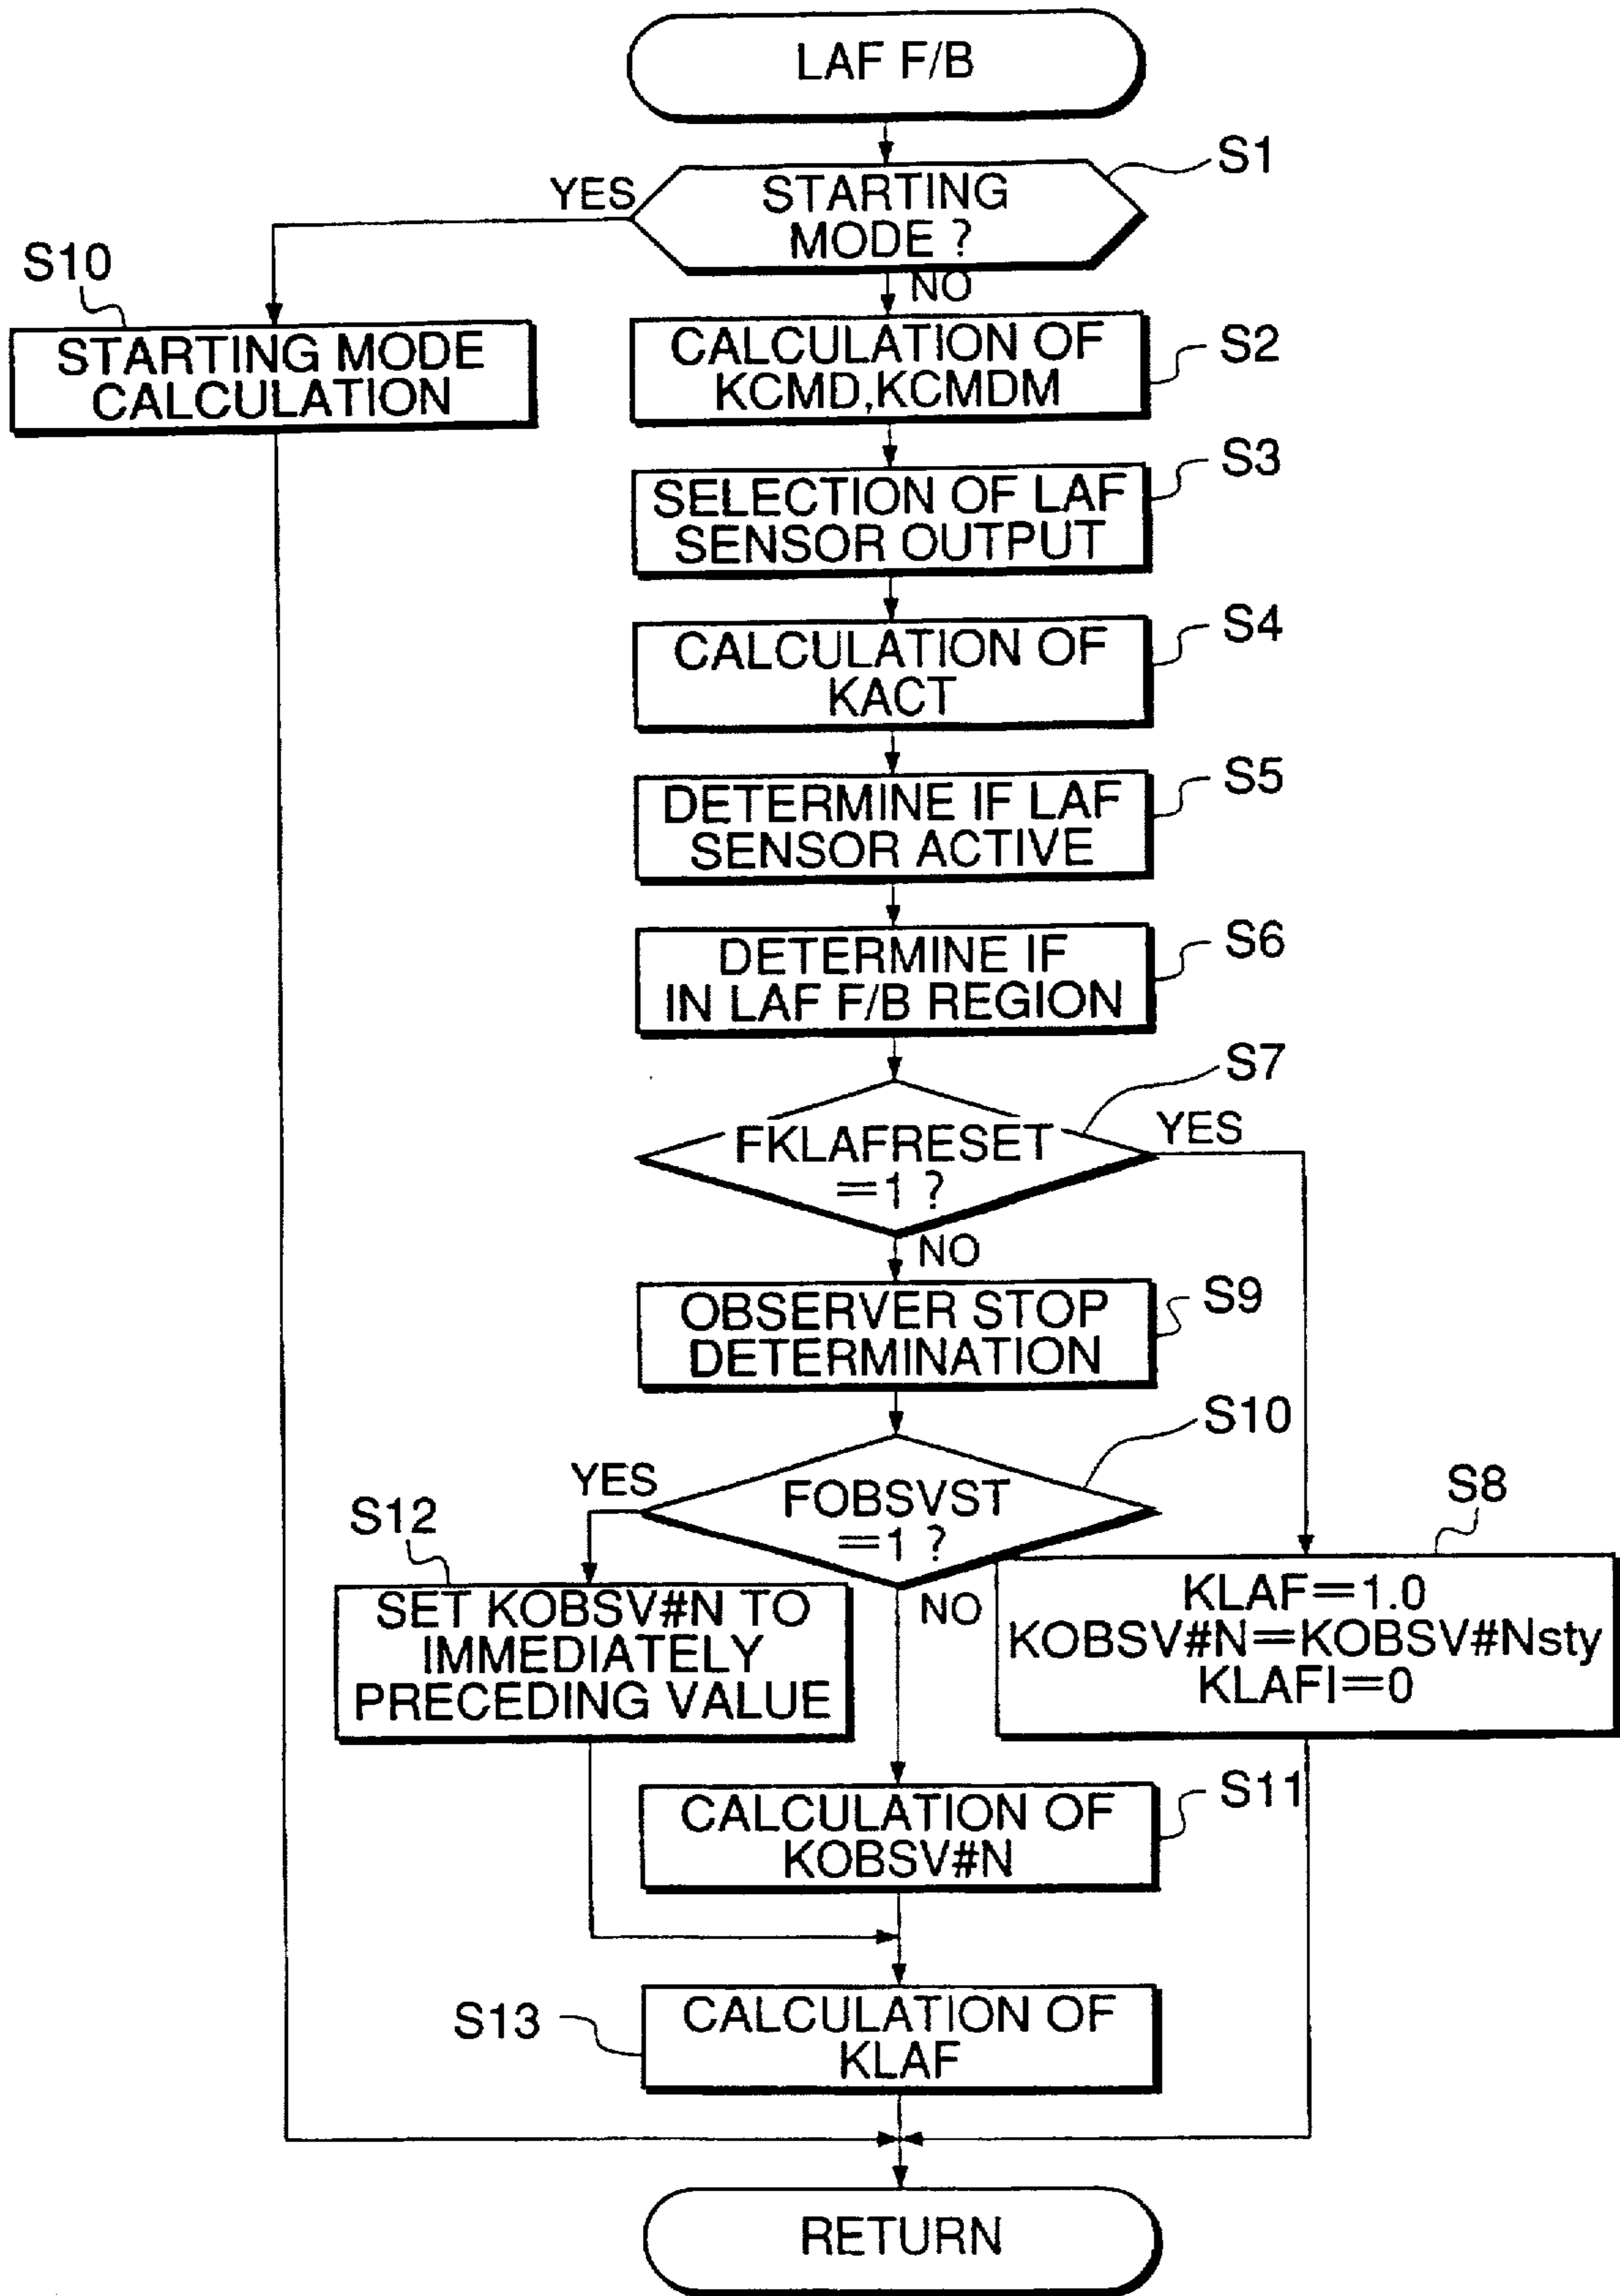 LAF F/B
S1
YES
STARTING
MODE ?
NO
S10
STARTING MODE
CALCULATION
CALCULATION OF
KCMD,KCMDM
S2
SELECTION OF LAF
SENSOR OUTPUT
S3
CALCULATION OF
KACT
S4
DETERMINE IF LAF
SENSOR ACTIVE
S5
DETERMINE IF
IN LAF F/B REGION
S6
S7
FKLAFRESET
=1 ?
YES
NO
OBSERVER STOP
DETERMINATION
S9
S10
YES
FOBSVST
=1 ?
NO
S12
SET KOBSV#N TO
IMMEDIATELY
PRECEDING VALUE
S8
KLAF=1.0
KOBSV#N=KOBSV#Nsty
KLAFI=0
CALCULATION OF
KOBSV#N
S11
S13
CALCULATION OF
KLAF
RETURN